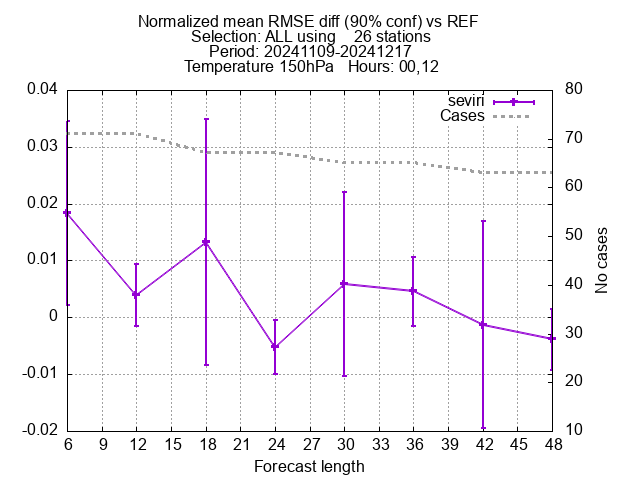 Normalized mean RMSE diff (90% conf) vs REF
Selection: ALL using    26 stations
Period: 20241109-20241217
Temperature 150hPa   Hours: 00,12
0.04
0.03
0.02
0.01
0
-0.01
-0.02
seviri
Cases
80
70
60
50
40
30
20
10
No cases
6 9 12 15 18 21 24 27 30 33 36 39 42 45 48
Forecast length